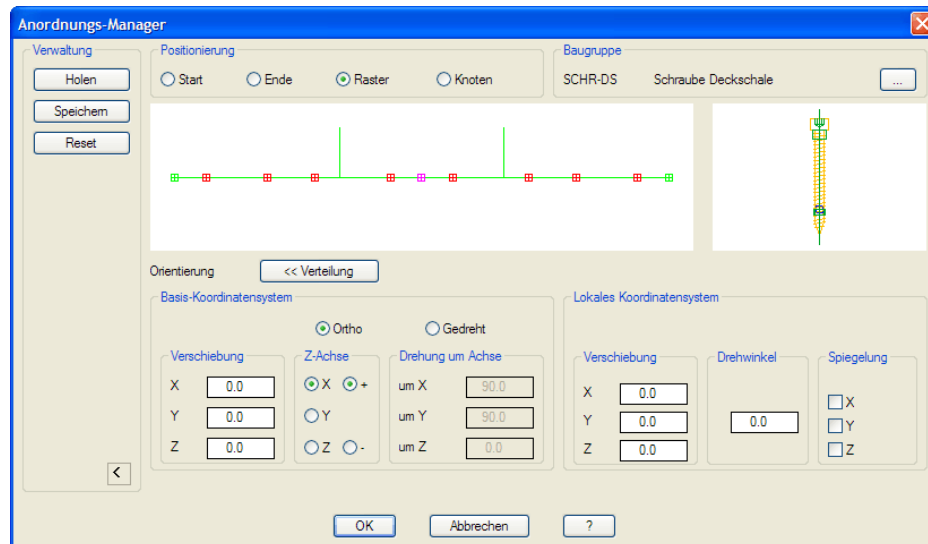 Anordnungs-Manager
Verwaltung
Holen
Speichern
Reset
<
Positionierung
Start Ende Raster Knoten
Baugruppe
SCHR-DS Schraube Deckschale ...
Orientierung << Verteilung
Basis-Koordinatensystem
Ortho Gedreht
Verschiebung
X 0.0
Y 0.0
Z 0.0
Z-Achse
X +
Y
Z -
Drehung um Achse
um X 90.0
um Y 90.0
um Z 0.0
Lokales Koordinatensystem
Verschiebung
X 0.0
Y 0.0
Z 0.0
Drehwinkel
0.0
Spiegelung
X
Y
Z
OK Abbrechen ?